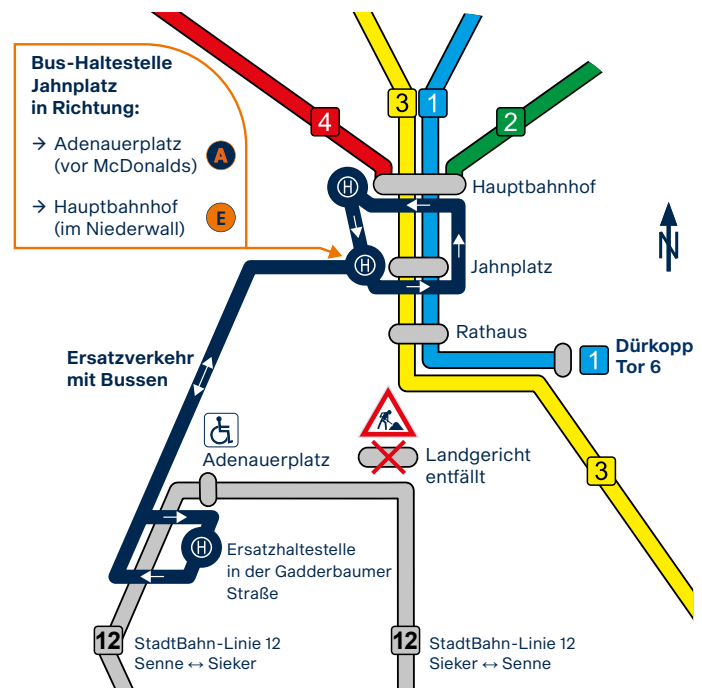 Bus-Haltestelle
Jahnplatz
in Richtung:
→ Adenauerplatz
(vor McDonalds)
A
→ Hauptbahnhof
(im Niederwall)
E
4
3
1
2
H
Hauptbahnhof
H
Jahnplatz
N
Rathaus
1
Dürkopp
Tor 6
Ersatzverkehr
mit Bussen
Adenauerplatz
Landgericht
entfällt
3
H
Ersatzhaltestelle
in der Gadderbaumer
Straße
12
StadtBahn-Linie 12
Senne ↔ Sieker
12
StadtBahn-Linie 12
Sieker ↔ Senne